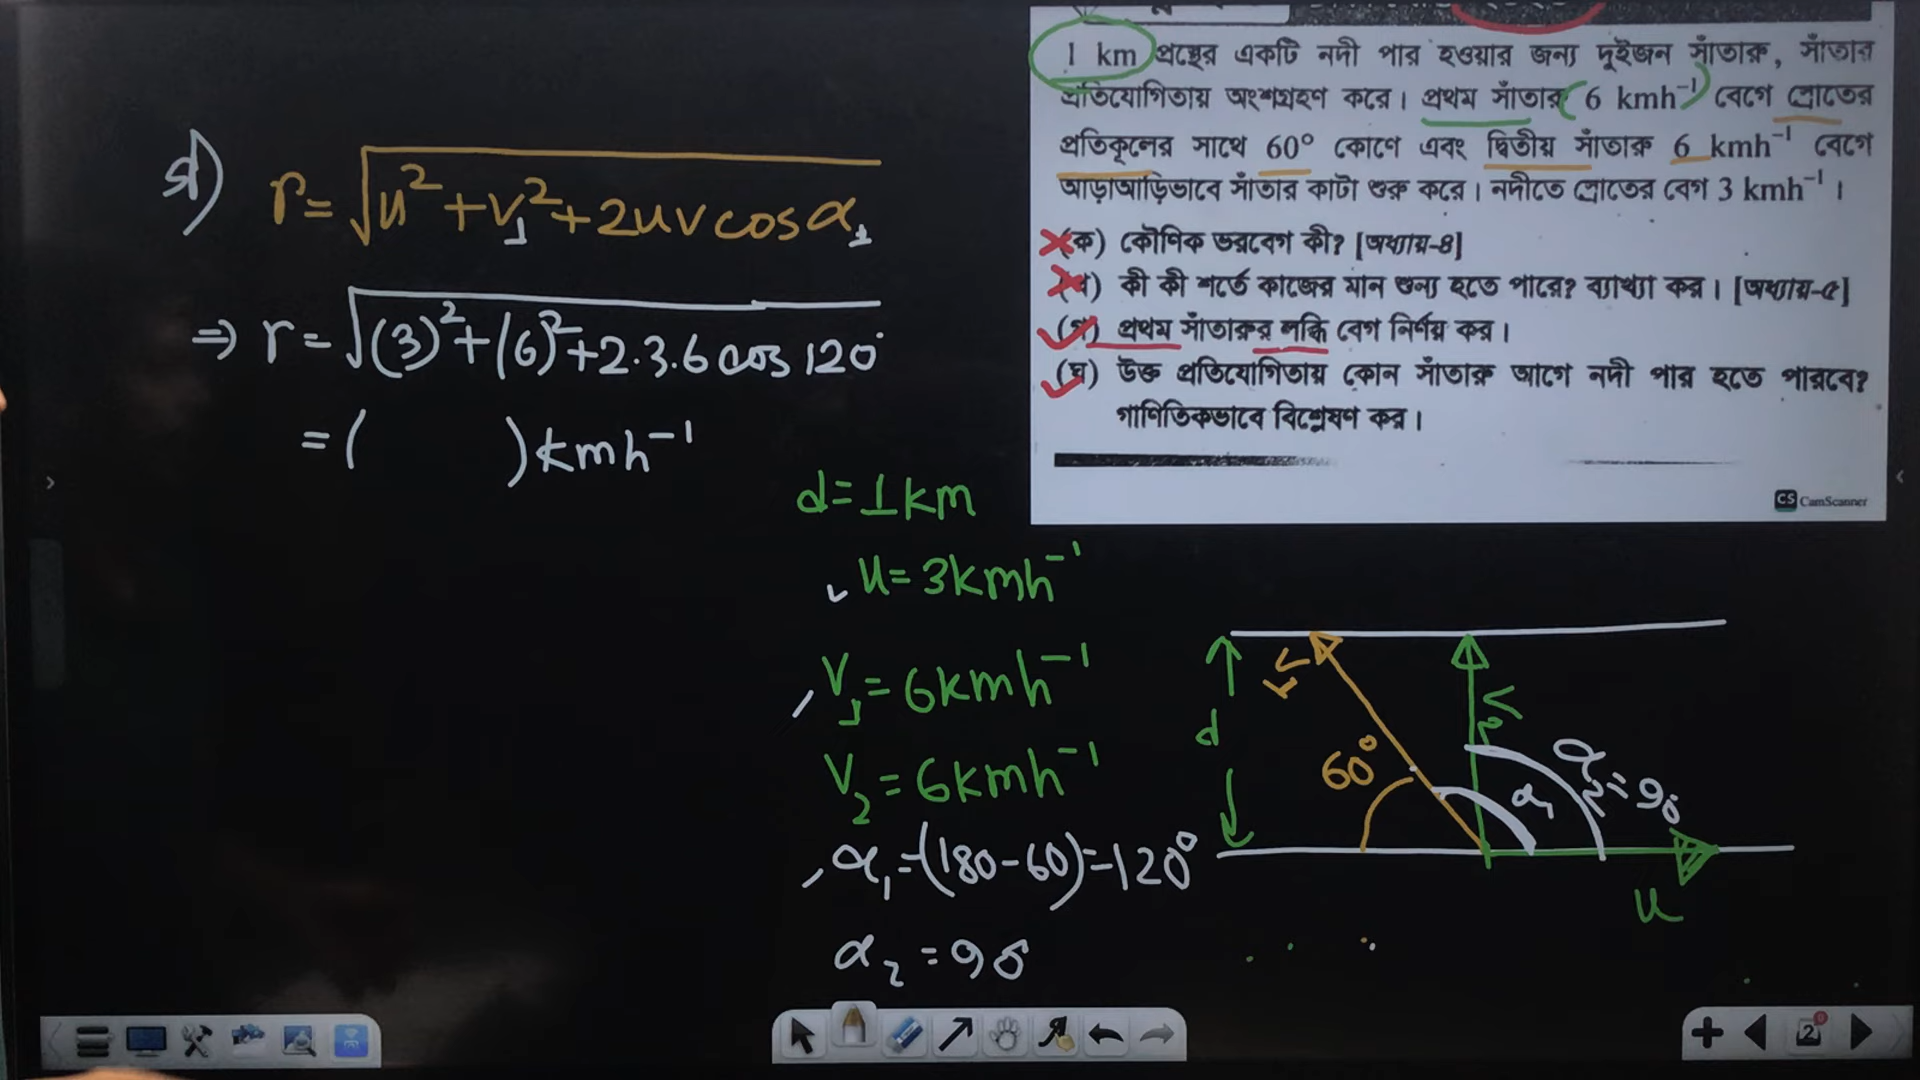 1 km প্রস্থের একটি নদী পার হওয়ার জন্য দুইজন সাঁতারু, সাঁতার
প্রতিযোগিতায় অংশগ্রহণ করে। প্রথম সাঁতারু 6 kmh⁻¹ বেগে স্রোতের
প্রতিকূলের সাথে 60° কোণে এবং দ্বিতীয় সাঁতারু 6 kmh⁻¹ বেগে
আড়াআড়িভাবে সাঁতার কাটা শুরু করে। নদীতে স্রোতের বেগ 3 kmh⁻¹।
(ক) কৌণিক ভরবেগ কী? [অধ্যায়-৪]
(খ) কী কী শর্তে কাজের মান শুন্য হতে পারে? ব্যাখ্যা কর। [অধ্যায়-৫]
(গ) প্রথম সাঁতারুর লব্ধি বেগ নির্ণয় কর।
(ঘ) উক্ত প্রতিযোগিতায় কোন সাঁতারু আগে নদী পার হতে পারবে?
গাণিতিকভাবে বিশ্লেষণ কর।
CS CamScanner
গ) r = √u² + v₁² + 2uv cos α₁
⇒ r = √(3)² + (6)² + 2.3.6 cos 120°
= ( ) kmh⁻¹
d = 1 km
u = 3 kmh⁻¹
v₁ = 6 kmh⁻¹
v₂ = 6 kmh⁻¹
α₁ = (180 - 60) = 120°
α₂ = 90°
v₁
v₂
d
60°
α₁
α₂ = 90°
u
2